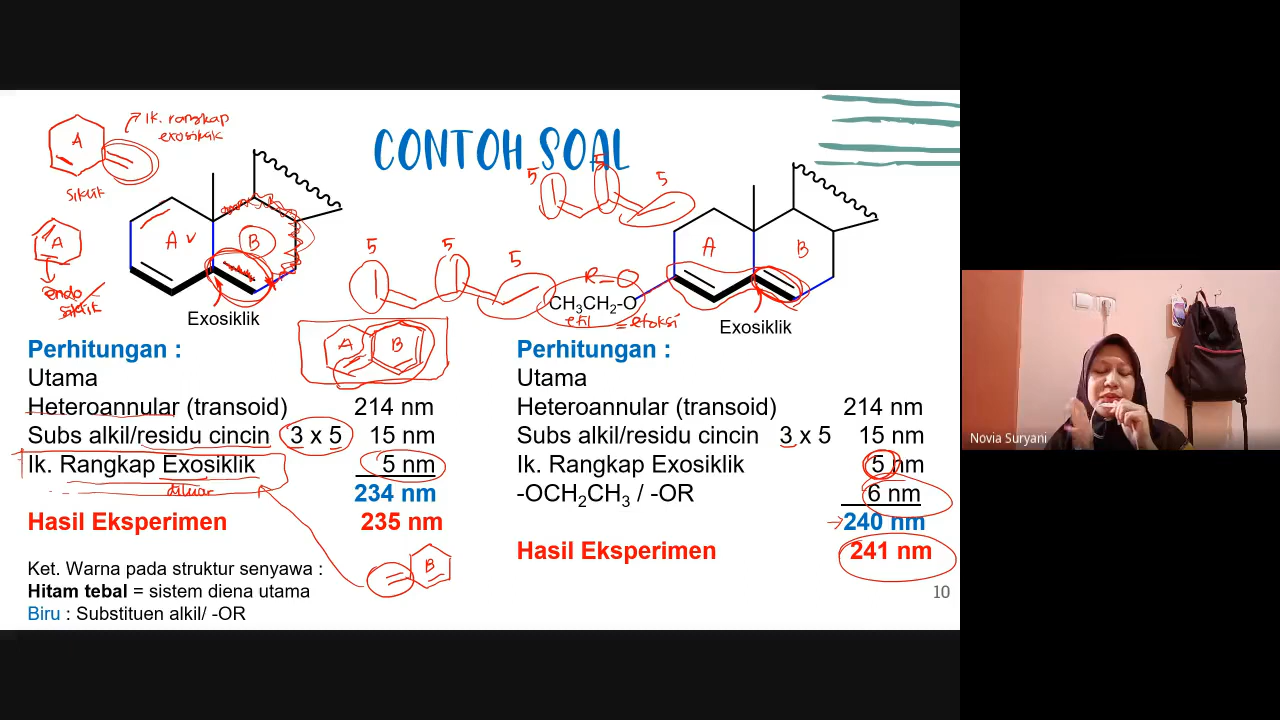 CONTOH SOAL
A
Ik. rangkap
exosiklik
siklik
A
endo
siklik
A
B
Exosiklik
5
5
5
A
B
5
5
5
R-O
CH₃CH₂-O
etil
= etoksi
A
B
Exosiklik
Perhitungan :
Utama
Heteroannular (transoid) 214 nm
Subs alkil/residu cincin 3 x 5 15 nm
Ik. Rangkap Exosiklik 5 nm
diluar
234 nm
Hasil Eksperimen 235 nm
B
Ket. Warna pada struktur senyawa :
Hitam tebal = sistem diena utama
Biru : Substituen alkil/ -OR
Perhitungan :
Utama
Heteroannular (transoid) 214 nm
Subs alkil/residu cincin 3 x 5 15 nm
Ik. Rangkap Exosiklik 5 nm
-OCH₂CH₃ / -OR 6 nm
240 nm
Hasil Eksperimen 241 nm
10
Novia Suryani